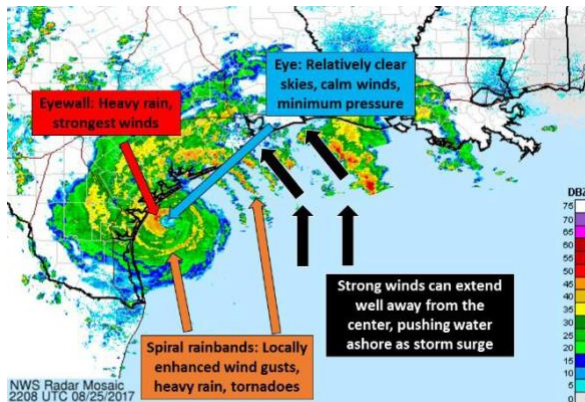 Eye: Relatively clear
skies, calm winds,
minimum pressure
Eyewall: Heavy rain,
strongest winds
Strong winds can extend
well away from the
center, pushing water
ashore as storm surge
Spiral rainbands: Locally
enhanced wind gusts,
heavy rain, tornadoes
DBZ
75
70
65
60
55
50
45
40
35
30
25
20
15
10
5
0
NWS Radar Mosaic
2208 UTC 08/25/2017